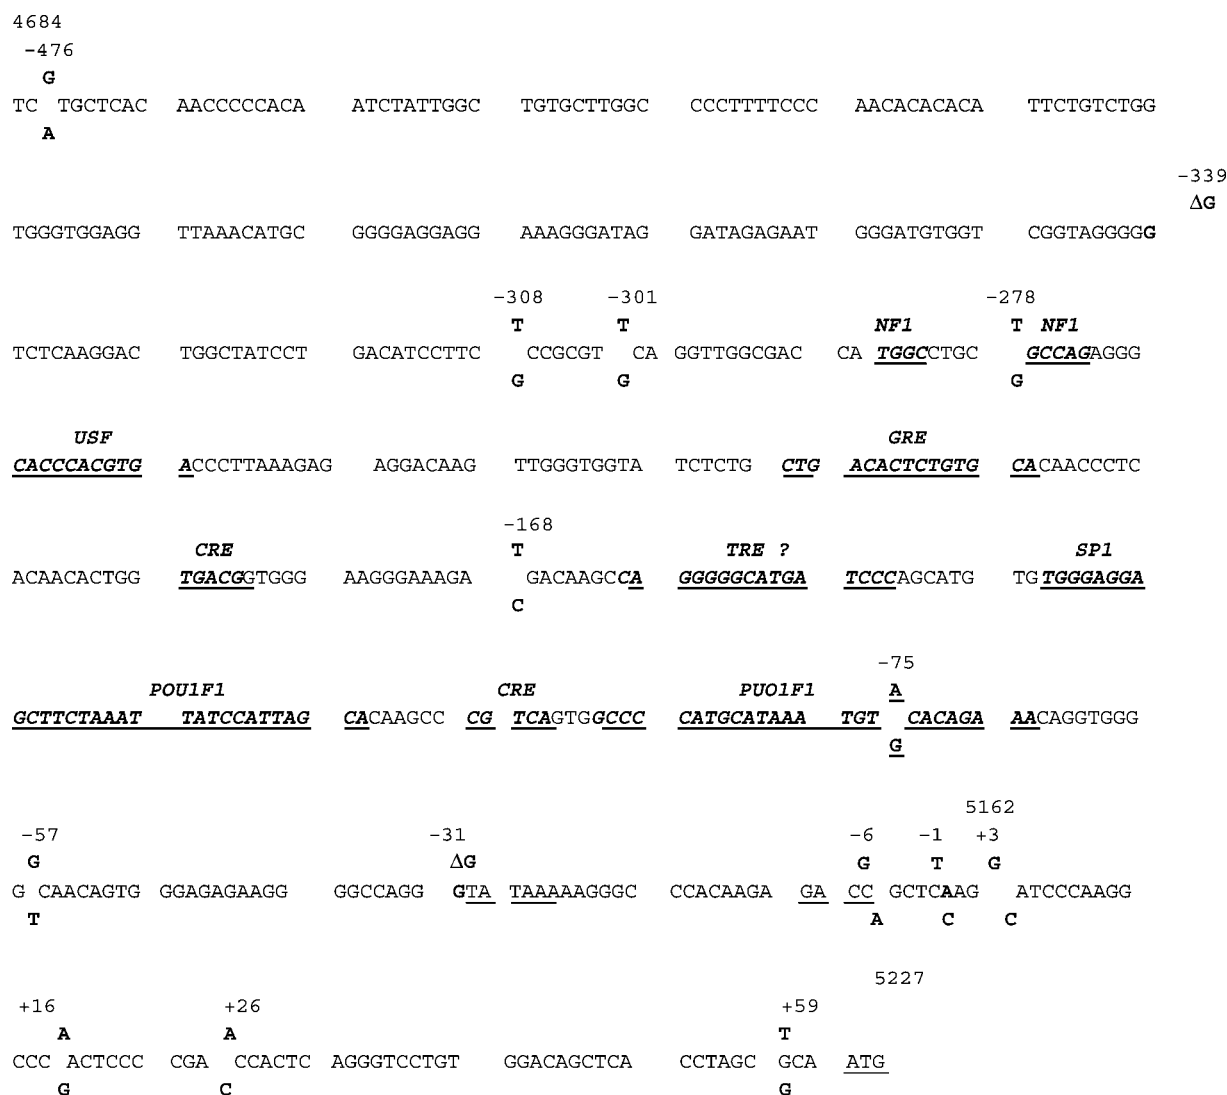 4684
-476
G
TC TGCTCAC AACCCCCACA ATCTATTGGC TGTGCTTGGC CCCTTTTCCC AACACACACA TTCTGTCTGG
A
-339
ΔG
TGGGTGGAGG TTAAACATGC GGGGAGGAGG AAAGGGATAG GATAGAGAAT GGGATGTGGT CGGTAGGGGG
-308 -301 -278
T T NF1 T NF1
TCTCAAGGAC TGGCTATCCT GACATCCTTC CCGCGT CA GGTTGGCGAC CA TGGCCTGC GCCAGAGGG
G G G
USF GRE
CACCCACGTG ACCCTTAAAGAG AGGACAAG TTGGGTGGTA TCTCTG CTG ACACTCTGTG CACAACCCTC
-168
CRE T TRE ? SP1
ACAACACTGG TGACGGTGGG AAGGGAAAGA GACAAGCCA GGGGGCATGA TCCCAGCATG TGTGGGAGGA
C
-75
POU1F1 CRE PUO1F1 A
GCTTCTAAAT TATCCATTAG CACAAGCC CG TCAGTGGCCC CATGCATAAA TGT CACAGA AACAGGTGGG
G
5162
-57 -31 -6 -1 +3
G ΔG G T G
G CAACAGTG GGAGAGAAGG GGCCAGG GTA TAAAAAGGGC CCACAAGA GA CC GCTCAAG ATCCCAAGG
T A C C
5227
+16 +26 +59
A A T
CCC ACTCCC CGA CCACTC AGGGTCCTGT GGACAGCTCA CCTAGC GCA ATG
G C G